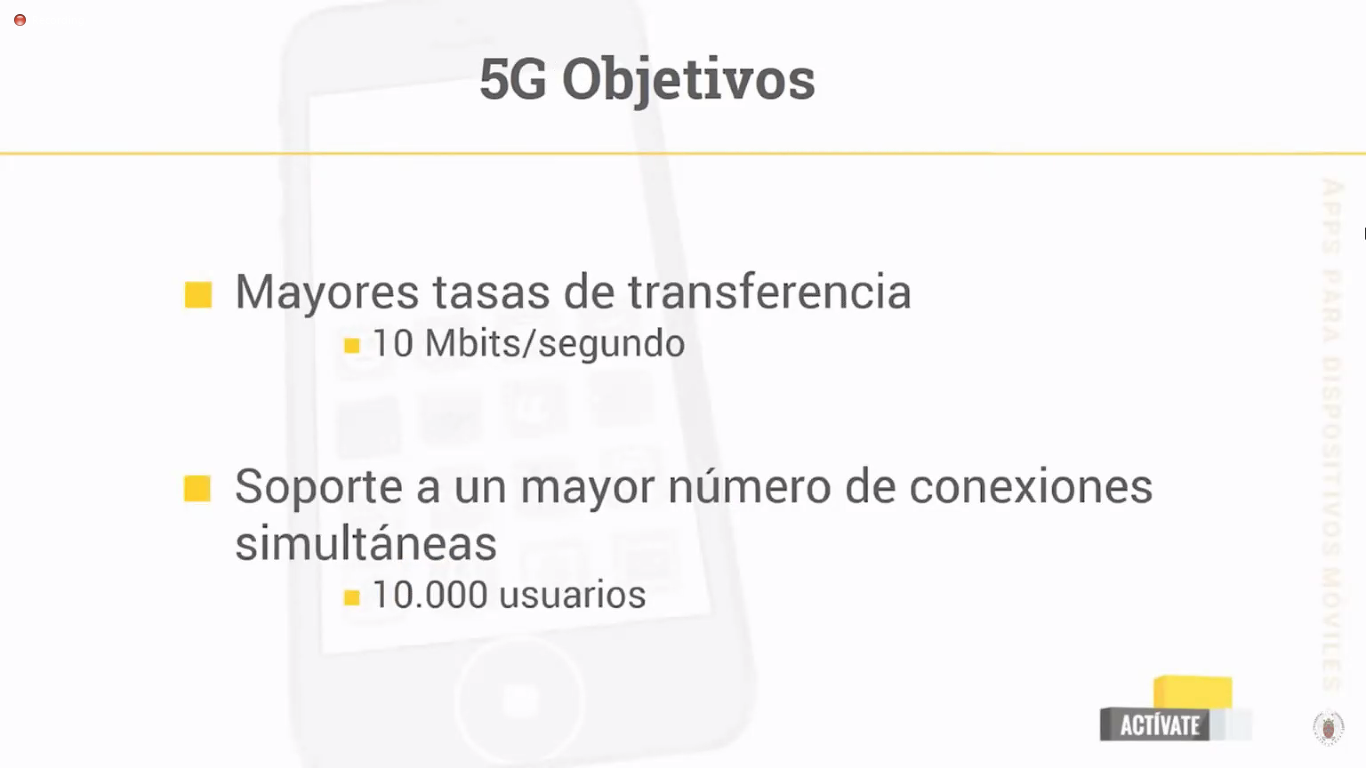 5G Objetivos
Mayores tasas de transferencia
10 Mbits/segundo
Soporte a un mayor número de conexiones
simultáneas
10.000 usuarios
APPS PARA DISPOSITIVOS MÓVILES
ACTÍVATE